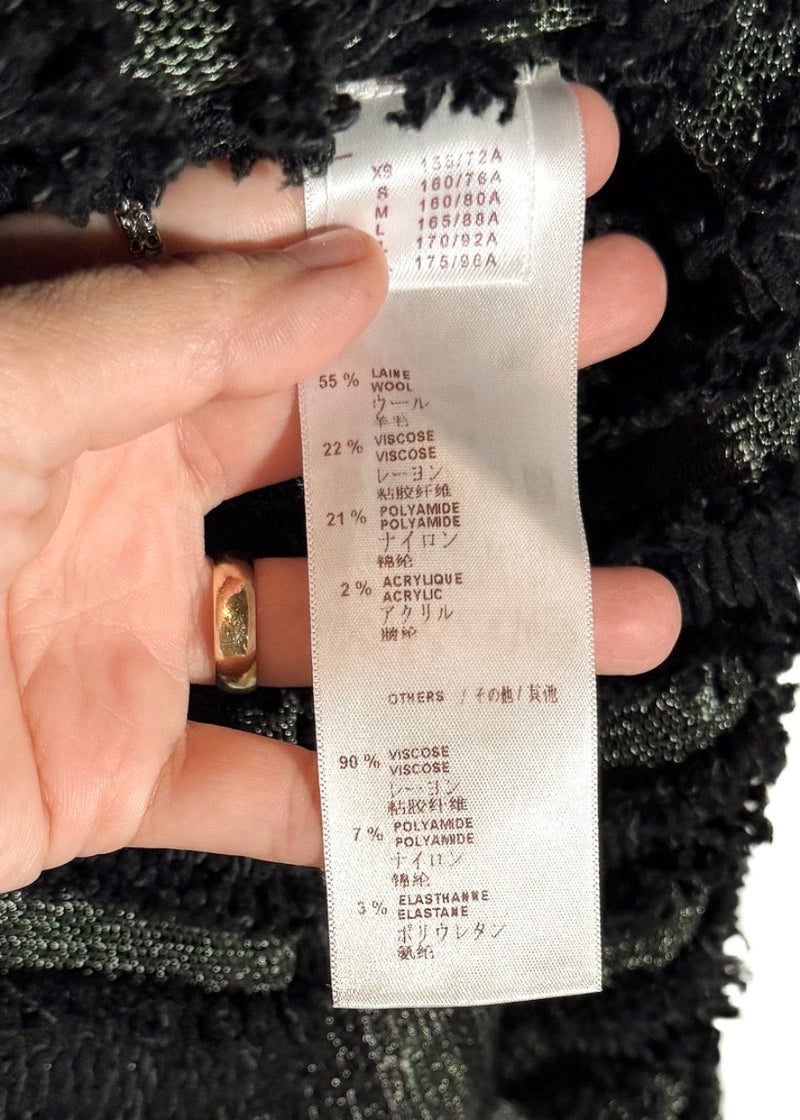 XS 155/72A
S 160/76A
M 160/80A
L 165/88A
170/92A
175/96A
55 % LAINE
WOOL
ウール
羊毛
22 % VISCOSE
VISCOSE
レーヨン
粘胶纤维
21 % POLYAMIDE
POLYAMIDE
ナイロン
锦纶
2 % ACRYLIQUE
ACRYLIC
アクリル
腈纶
OTHERS / その他 / 其他
90 % VISCOSE
VISCOSE
レーヨン
粘胶纤维
7 % POLYAMIDE
POLYAMIDE
ナイロン
锦纶
3 % ELASTHANNE
ELASTANE
ポリウレタン
氨纶